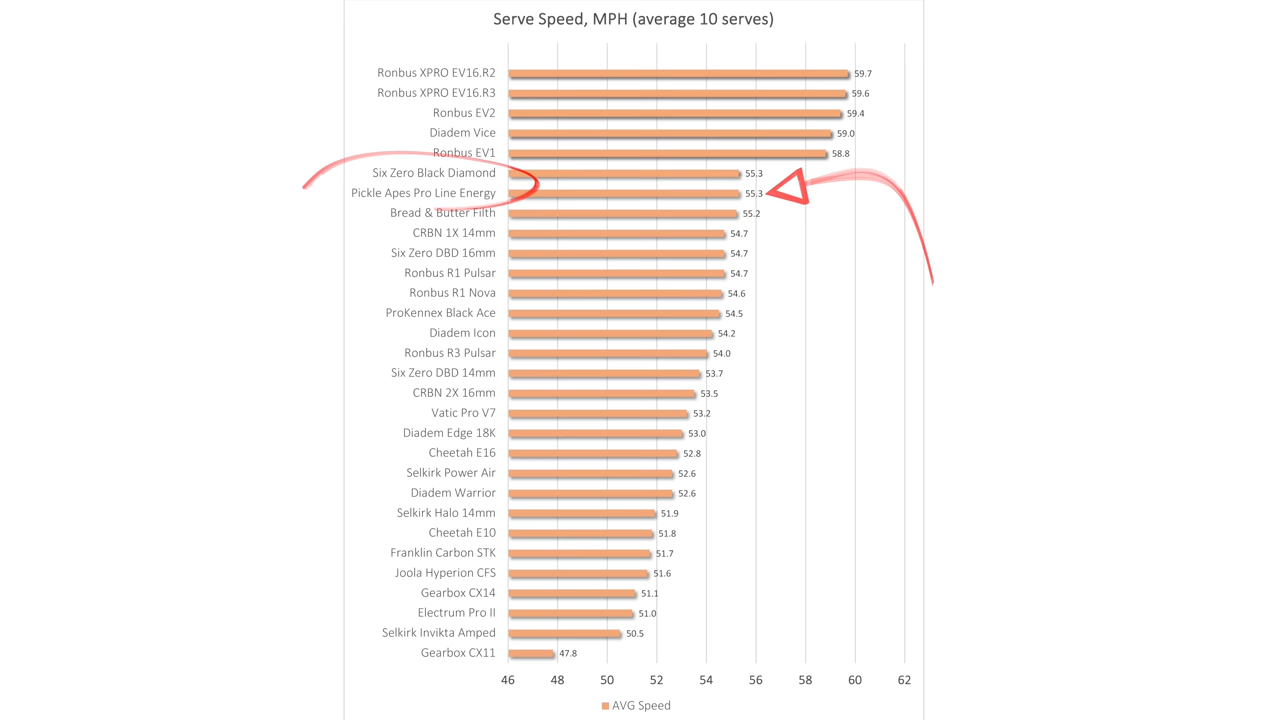 Serve Speed, MPH (average 10 serves)
Ronbus XPRO EV16.R2 59.7
Ronbus XPRO EV16.R3 59.6
Ronbus EV2 59.4
Diadem Vice 59.0
Ronbus EV1 58.8
Six Zero Black Diamond 55.3
Pickle Apes Pro Line Energy 55.3
Bread & Butter Filth 55.2
CRBN 1X 14mm 54.7
Six Zero DBD 16mm 54.7
Ronbus R1 Pulsar 54.7
Ronbus R1 Nova 54.6
ProKennex Black Ace 54.5
Diadem Icon 54.2
Ronbus R3 Pulsar 54.0
Six Zero DBD 14mm 53.7
CRBN 2X 16mm 53.5
Vatic Pro V7 53.2
Diadem Edge 18K 53.0
Cheetah E16 52.8
Selkirk Power Air 52.6
Diadem Warrior 52.6
Selkirk Halo 14mm 51.9
Cheetah E10 51.8
Franklin Carbon STK 51.7
Joola Hyperion CFS 51.6
Gearbox CX14 51.1
Electrum Pro II 51.0
Selkirk Invikta Amped 50.5
Gearbox CX11 47.8
46 48 50 52 54 56 58 60 62
AVG Speed